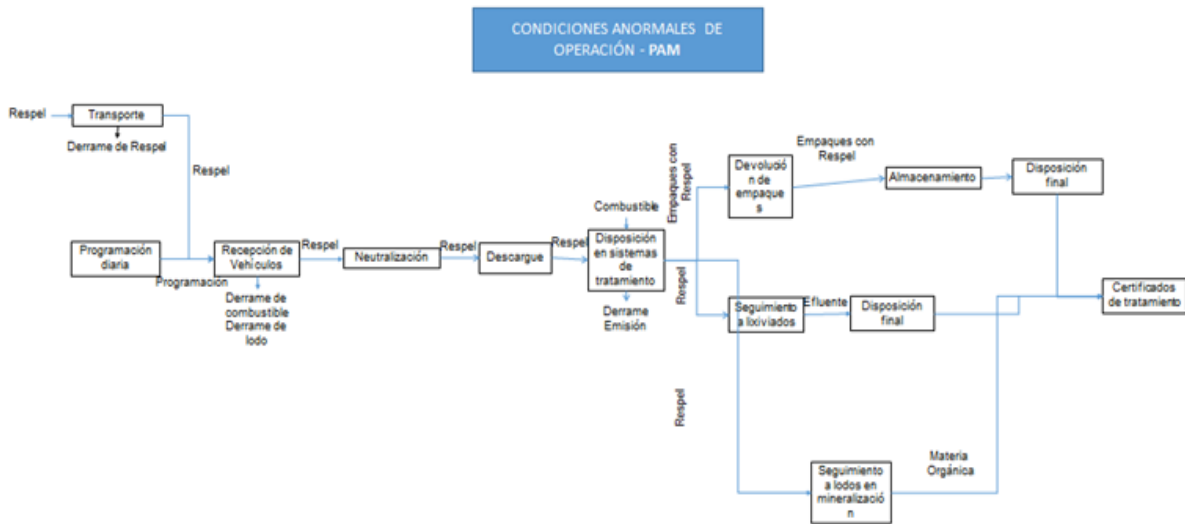 CONDICIONES ANORMALES DE
OPERACIÓN - PAM
Respel
Transporte
Derrame de Respel
Respel
Programación
diaria
Programación
Recepción de
Vehículos
Derrame de
combustible
Derrame de
lodo
Respel
Neutralización
Respel
Descargue
Respel
Combustible
Disposición
en sistemas
de
tratamiento
Derrame
Emisión
Empaques con
Respel
Respel
Respel
Devoluci
ón de
empaque
s
Empaques con
Respel
Almacenamiento
Disposición
final
Seguimiento
a lixiviados
Efluente
Disposición
final
Seguimiento
a lodos en
mineralizació
n
Materia
Orgánica
Certificados
de tratamiento